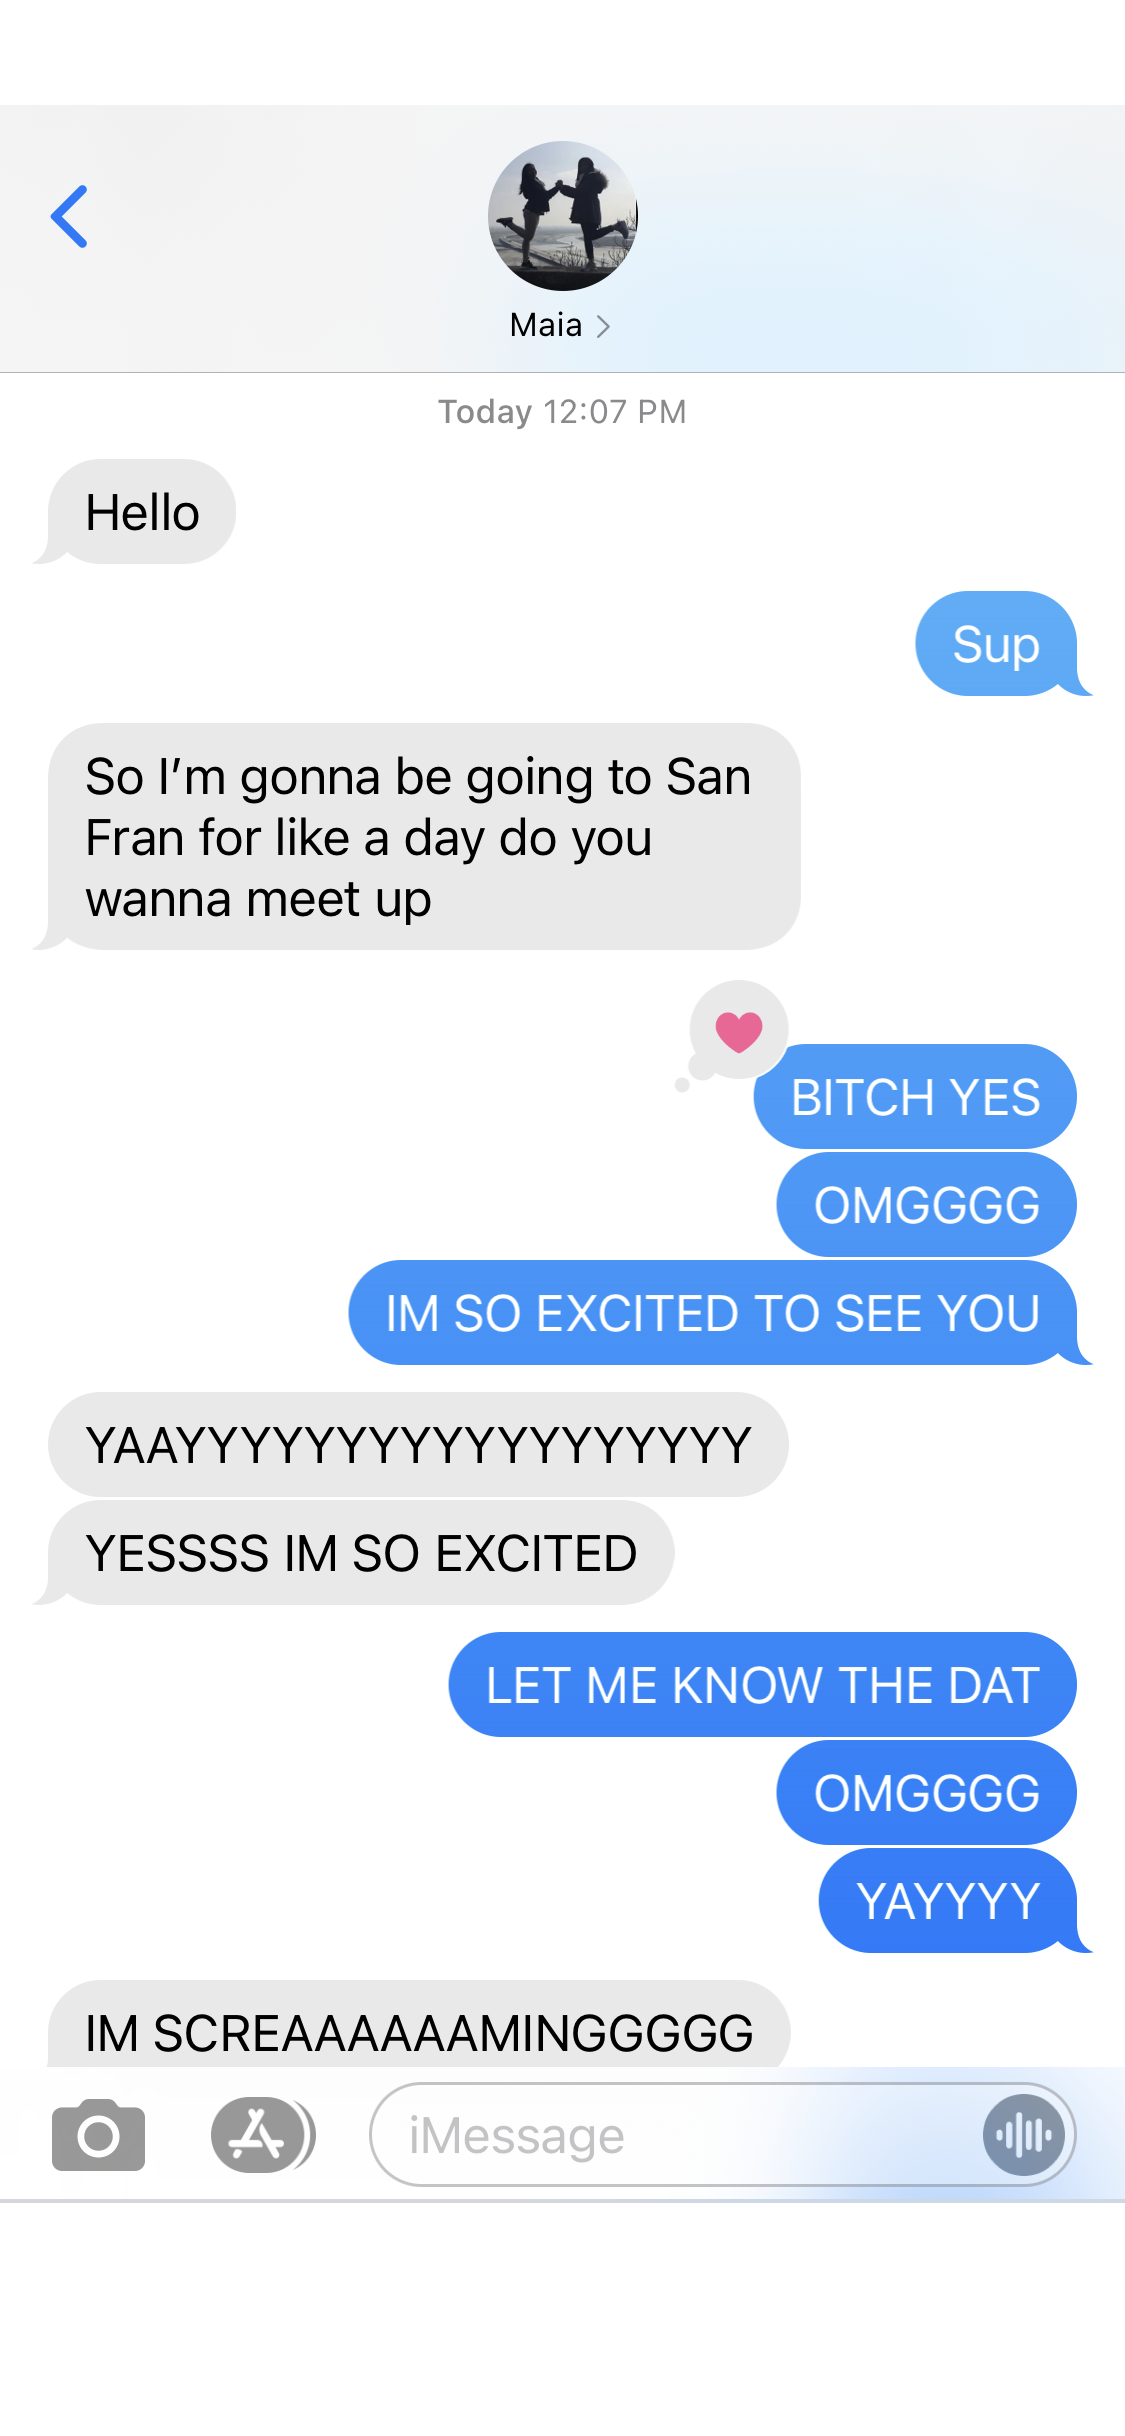 Maia
Today 12:07 PM
Hello
Sup
So I’m gonna be going to San
Fran for like a day do you
wanna meet up
BITCH YES
OMGGGG
IM SO EXCITED TO SEE YOU
YAAYYYYYYYYYYYYYYYYYY
YESSSS IM SO EXCITED
LET ME KNOW THE DAT
OMGGGG
YAYYYY
IM SCREAAAAAAMINGGGGG
iMessage